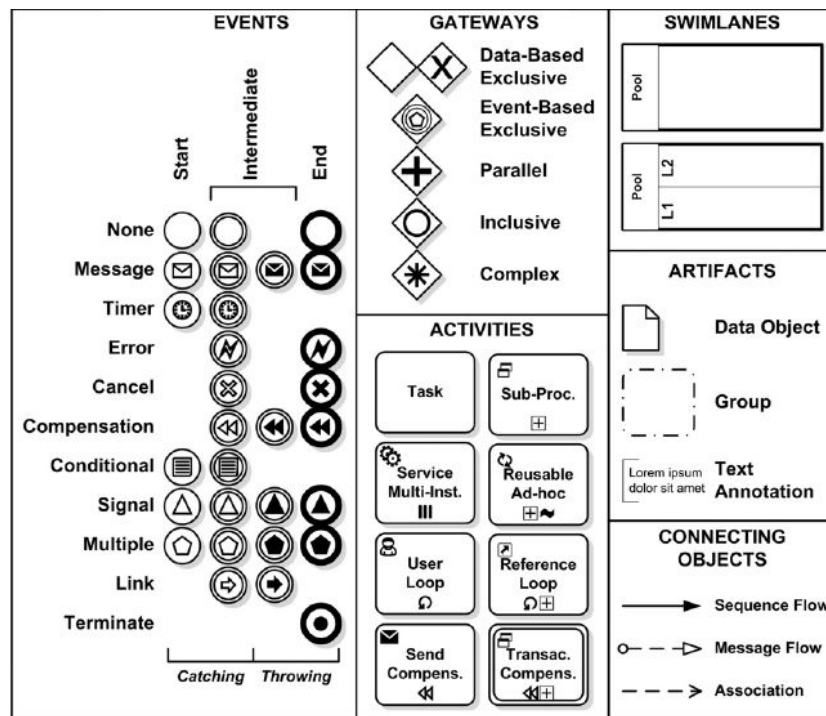 EVENTS
Start
Intermediate
End
None
Message
Timer
Error
Cancel
Compensation
Conditional
Signal
Multiple
Link
Terminate
Catching Throwing
GATEWAYS
X
Data-Based
Exclusive
Event-Based
Exclusive
Parallel
Inclusive
Complex
ACTIVITIES
Task
Sub-Proc.
Service
Multi-Inst.
Reusable
Ad-hoc
User
Loop
Reference
Loop
Send
Compens.
Transac.
Compens.
SWIMLANES
Pool
Pool
L2
L1
ARTIFACTS
Data Object
Group
Lorem ipsum
dolor sit amet
Text
Annotation
CONNECTING
OBJECTS
Sequence Flow
Message Flow
Association